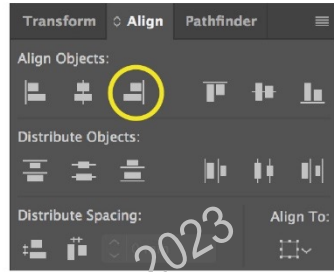 Transform Align Pathfinder
Align Objects:
Distribute Objects:
Distribute Spacing: Align To:
2023